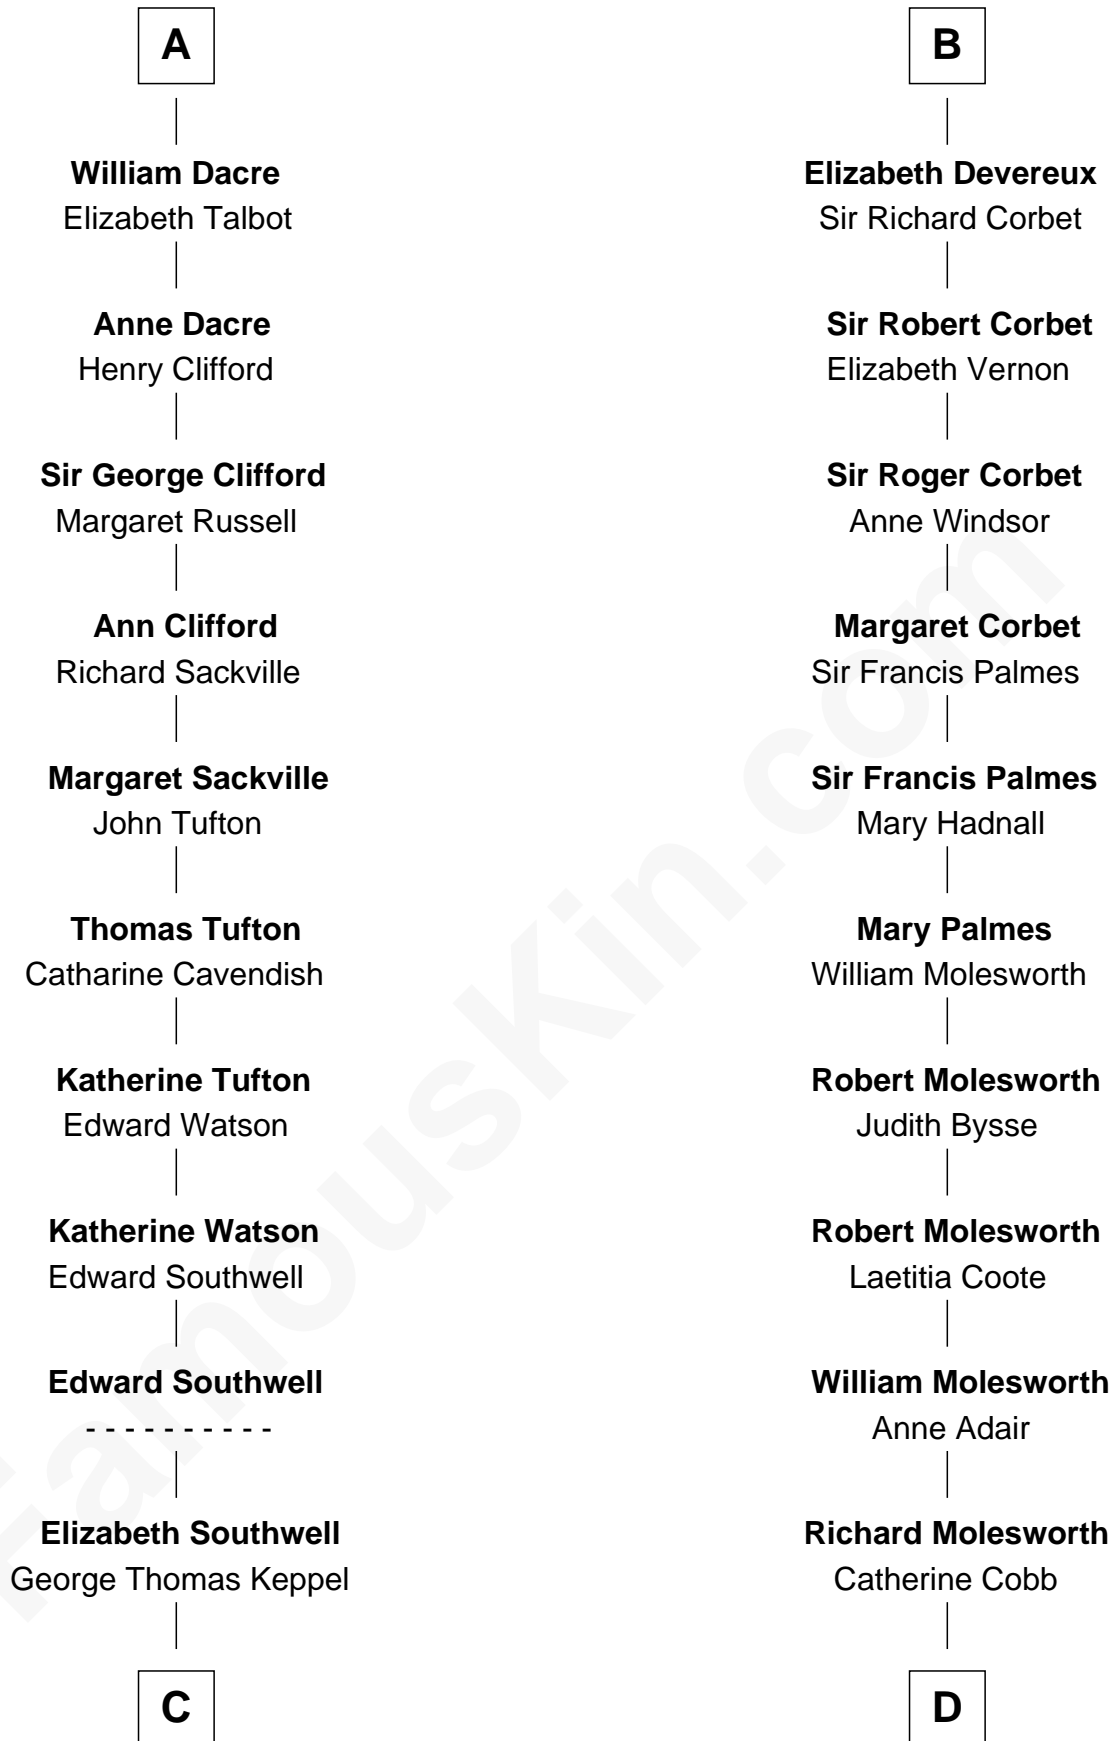 A
William Dacre
Elizabeth Talbot
Anne Dacre
Henry Clifford
Sir George Clifford
Margaret Russell
Ann Clifford
Richard Sackville
Margaret Sackville
John Tufton
Thomas Tufton
Catharine Cavendish
Katherine Tufton
Edward Watson
Katherine Watson
Edward Southwell
Edward Southwell
- - - - - - - - - -
Elizabeth Southwell
George Thomas Keppel
C
B
Elizabeth Devereux
Sir Richard Corbet
Sir Robert Corbet
Elizabeth Vernon
Sir Roger Corbet
Anne Windsor
Margaret Corbet
Sir Francis Palmes
Sir Francis Palmes
Mary Hadnall
Mary Palmes
William Molesworth
Robert Molesworth
Judith Bysse
Robert Molesworth
Laetitia Coote
William Molesworth
Anne Adair
Richard Molesworth
Catherine Cobb
D
FamousKin.com